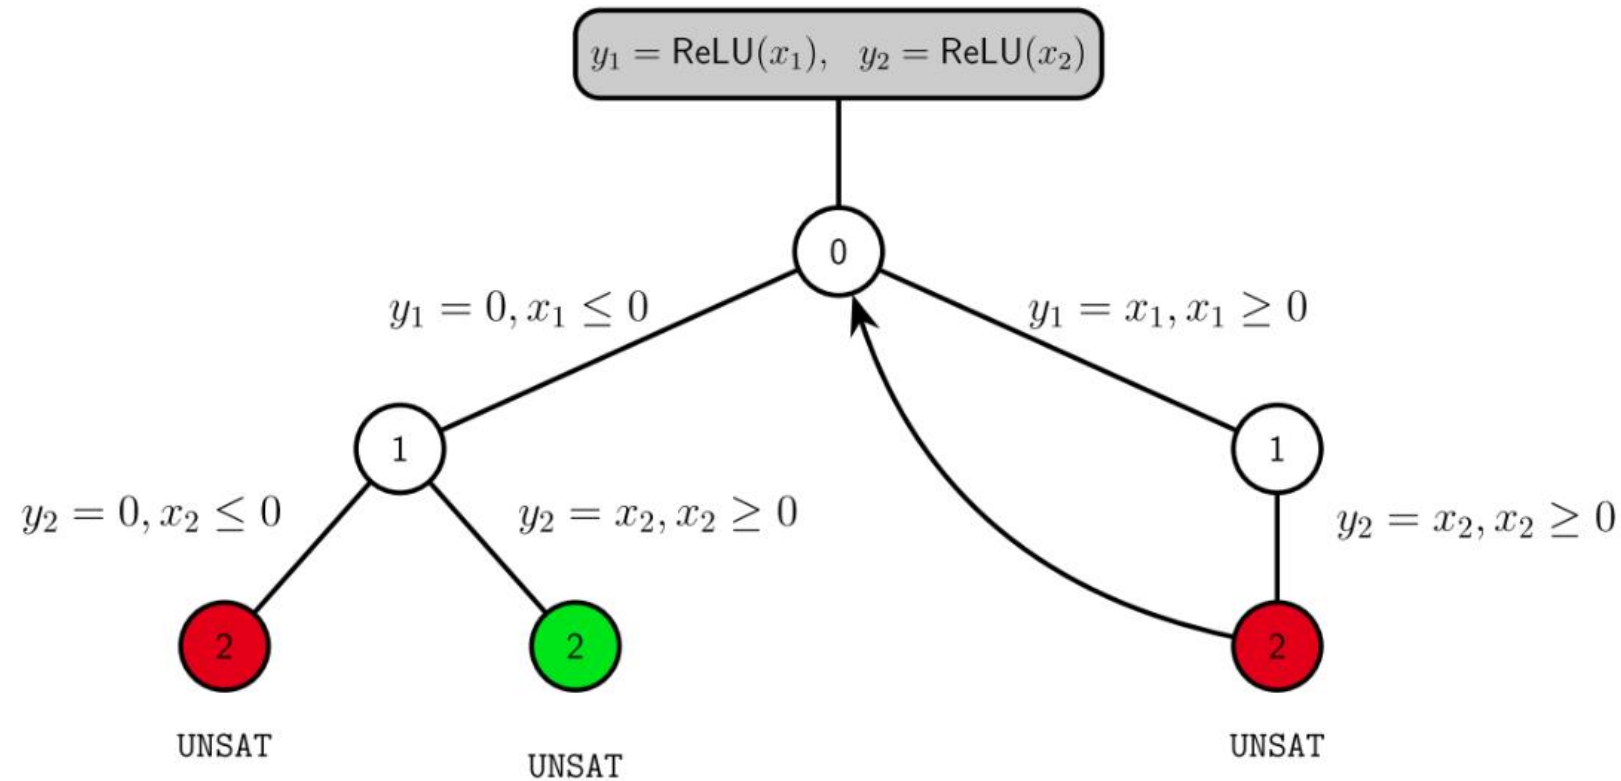 y₁ = ReLU(x₁), y₂ = ReLU(x₂)
0
y₁ = 0, x₁ ≤ 0
y₁ = x₁, x₁ ≥ 0
1
1
y₂ = 0, x₂ ≤ 0
y₂ = x₂, x₂ ≥ 0
y₂ = x₂, x₂ ≥ 0
2
2
2
UNSAT
UNSAT
UNSAT